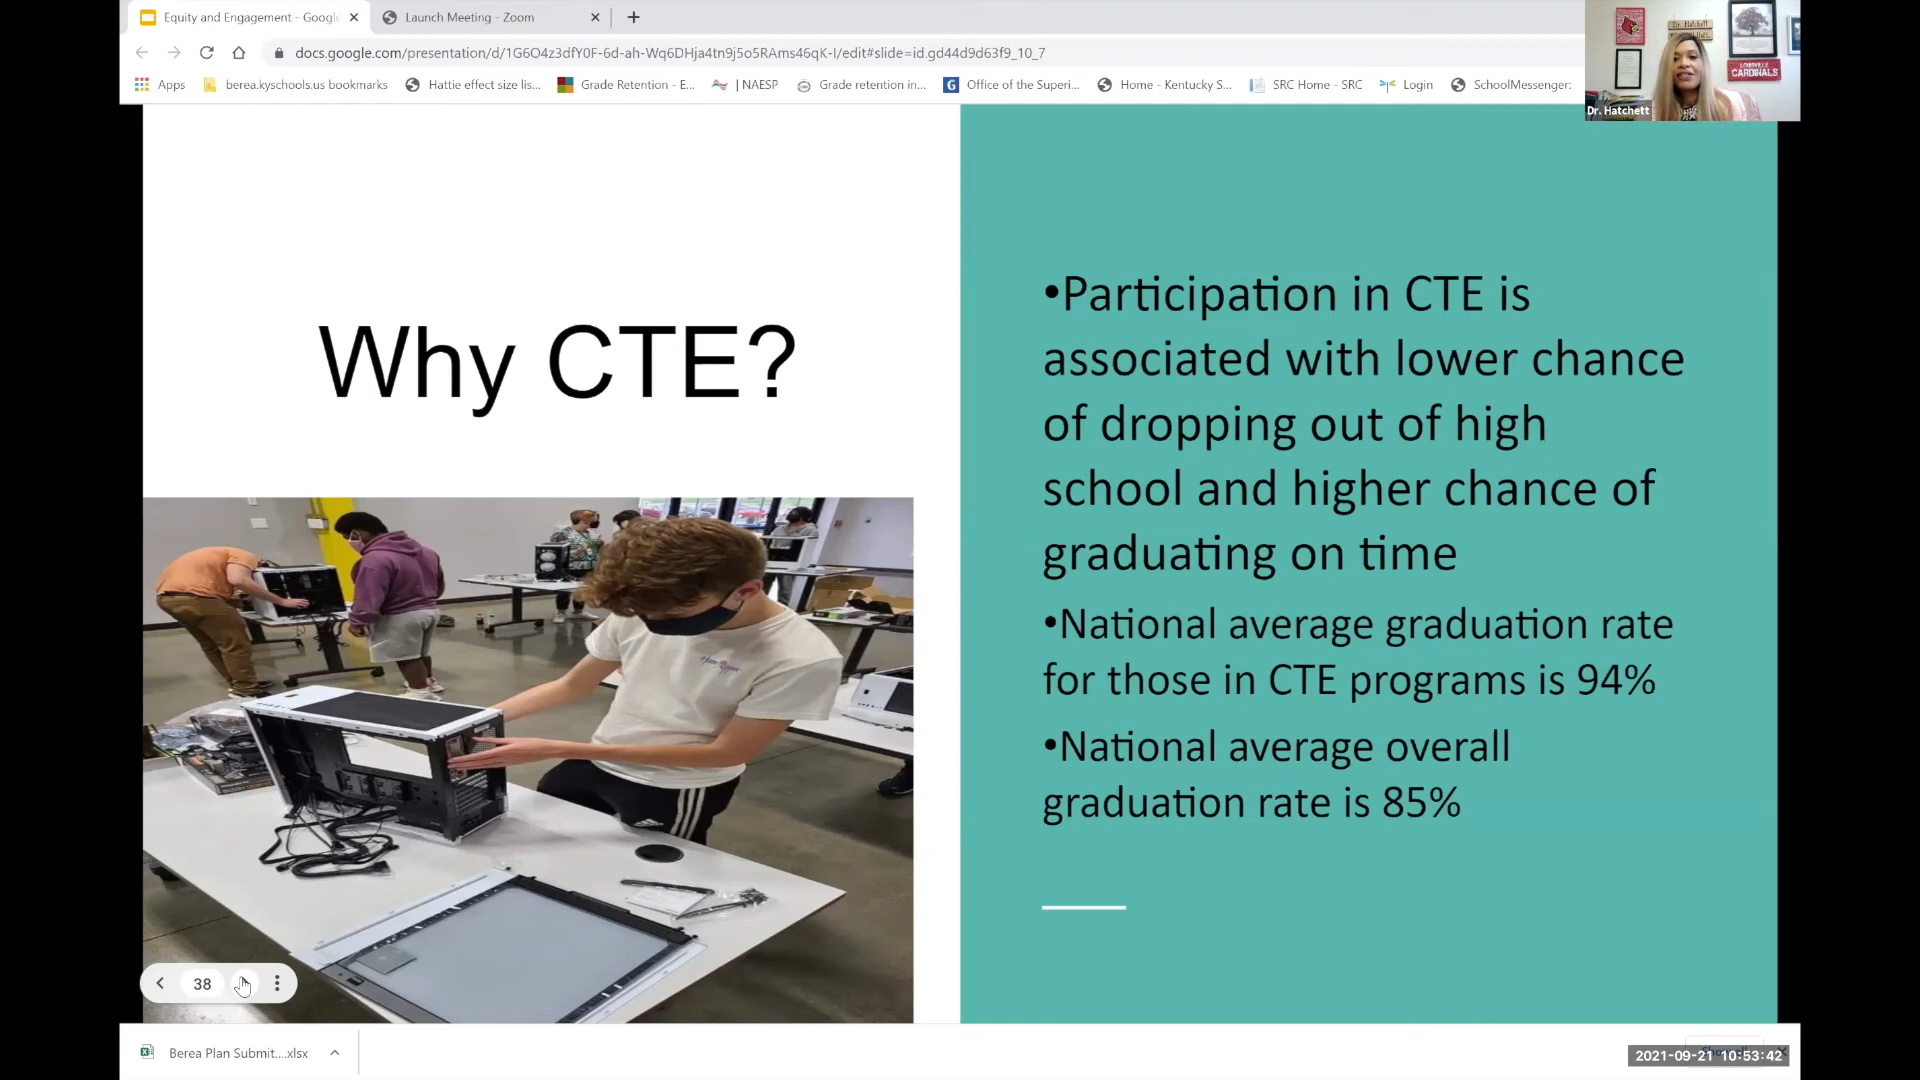 Equity and Engagement - Google
Launch Meeting - Zoom
docs.google.com/presentation/d/1G6O4z3dfY0F-6d-ah-Wq6DHja4tn9j5o5RAms46qK-I/edit#slide=id.gd44d9d63f9_10_7
Apps
berea.kyschools.us bookmarks
Hattie effect size lis...
Grade Retention - E...
| NAESP
Grade retention in...
Office of the Superi...
Home - Kentucky S...
SRC Home - SRC
Login
SchoolMessenger:
Dr. Hatchett
LOUISVILLE
CARDINALS
Dr. Hatchett
Why CTE?
•Participation in CTE is
associated with lower chance
of dropping out of high
school and higher chance of
graduating on time
•National average graduation rate
for those in CTE programs is 94%
•National average overall
graduation rate is 85%
38
Berea Plan Submit....xlsx
2021-09-21 10:53:42